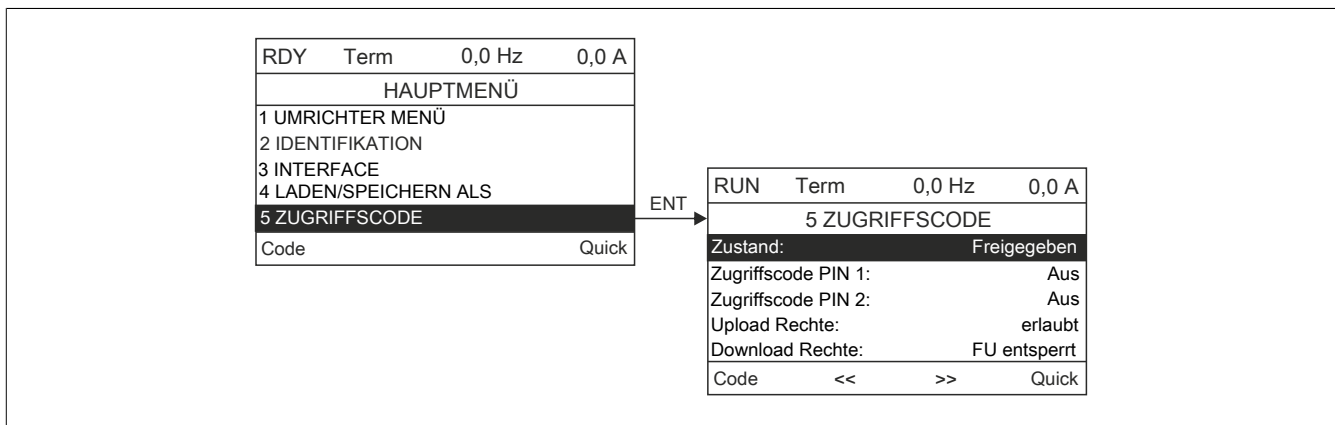 RDY Term 0,0 Hz 0,0 A
HAUPTMENÜ
1 UMRICHTER MENÜ
2 IDENTIFIKATION
3 INTERFACE
4 LADEN/SPEICHERN ALS
5 ZUGRIFFSCODE
Code Quick
ENT
RUN Term 0,0 Hz 0,0 A
5 ZUGRIFFSCODE
Zustand: Freigegeben
Zugriffscode PIN 1: Aus
Zugriffscode PIN 2: Aus
Upload Rechte: erlaubt
Download Rechte: FU entsperrt
Code << >> Quick